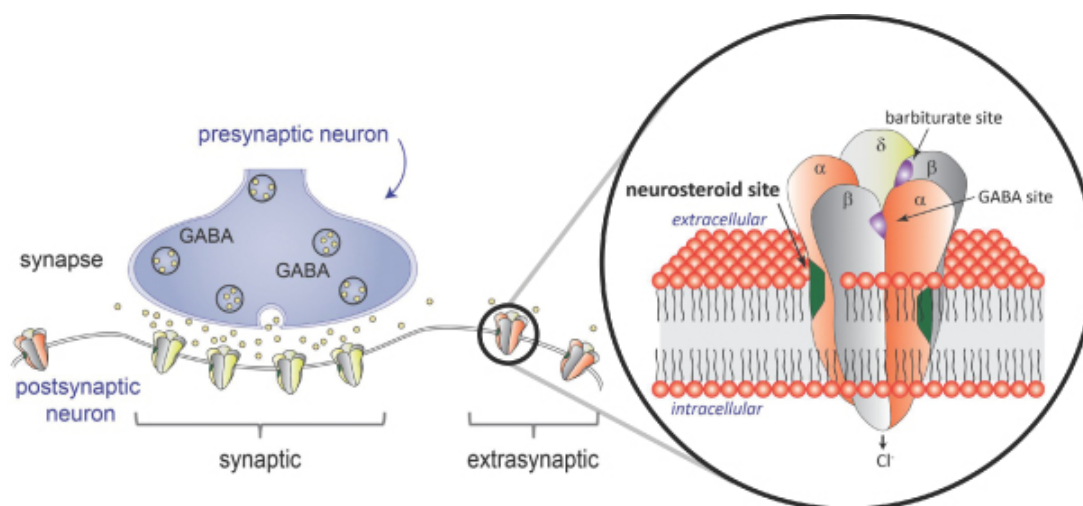 presynaptic neuron
GABA
GABA
synapse
postsynaptic
neuron
synaptic
extrasynaptic
barbiturate site
δ
α
β
neurosteroid site
β
α
GABA site
extracellular
intracellular
Cl⁻